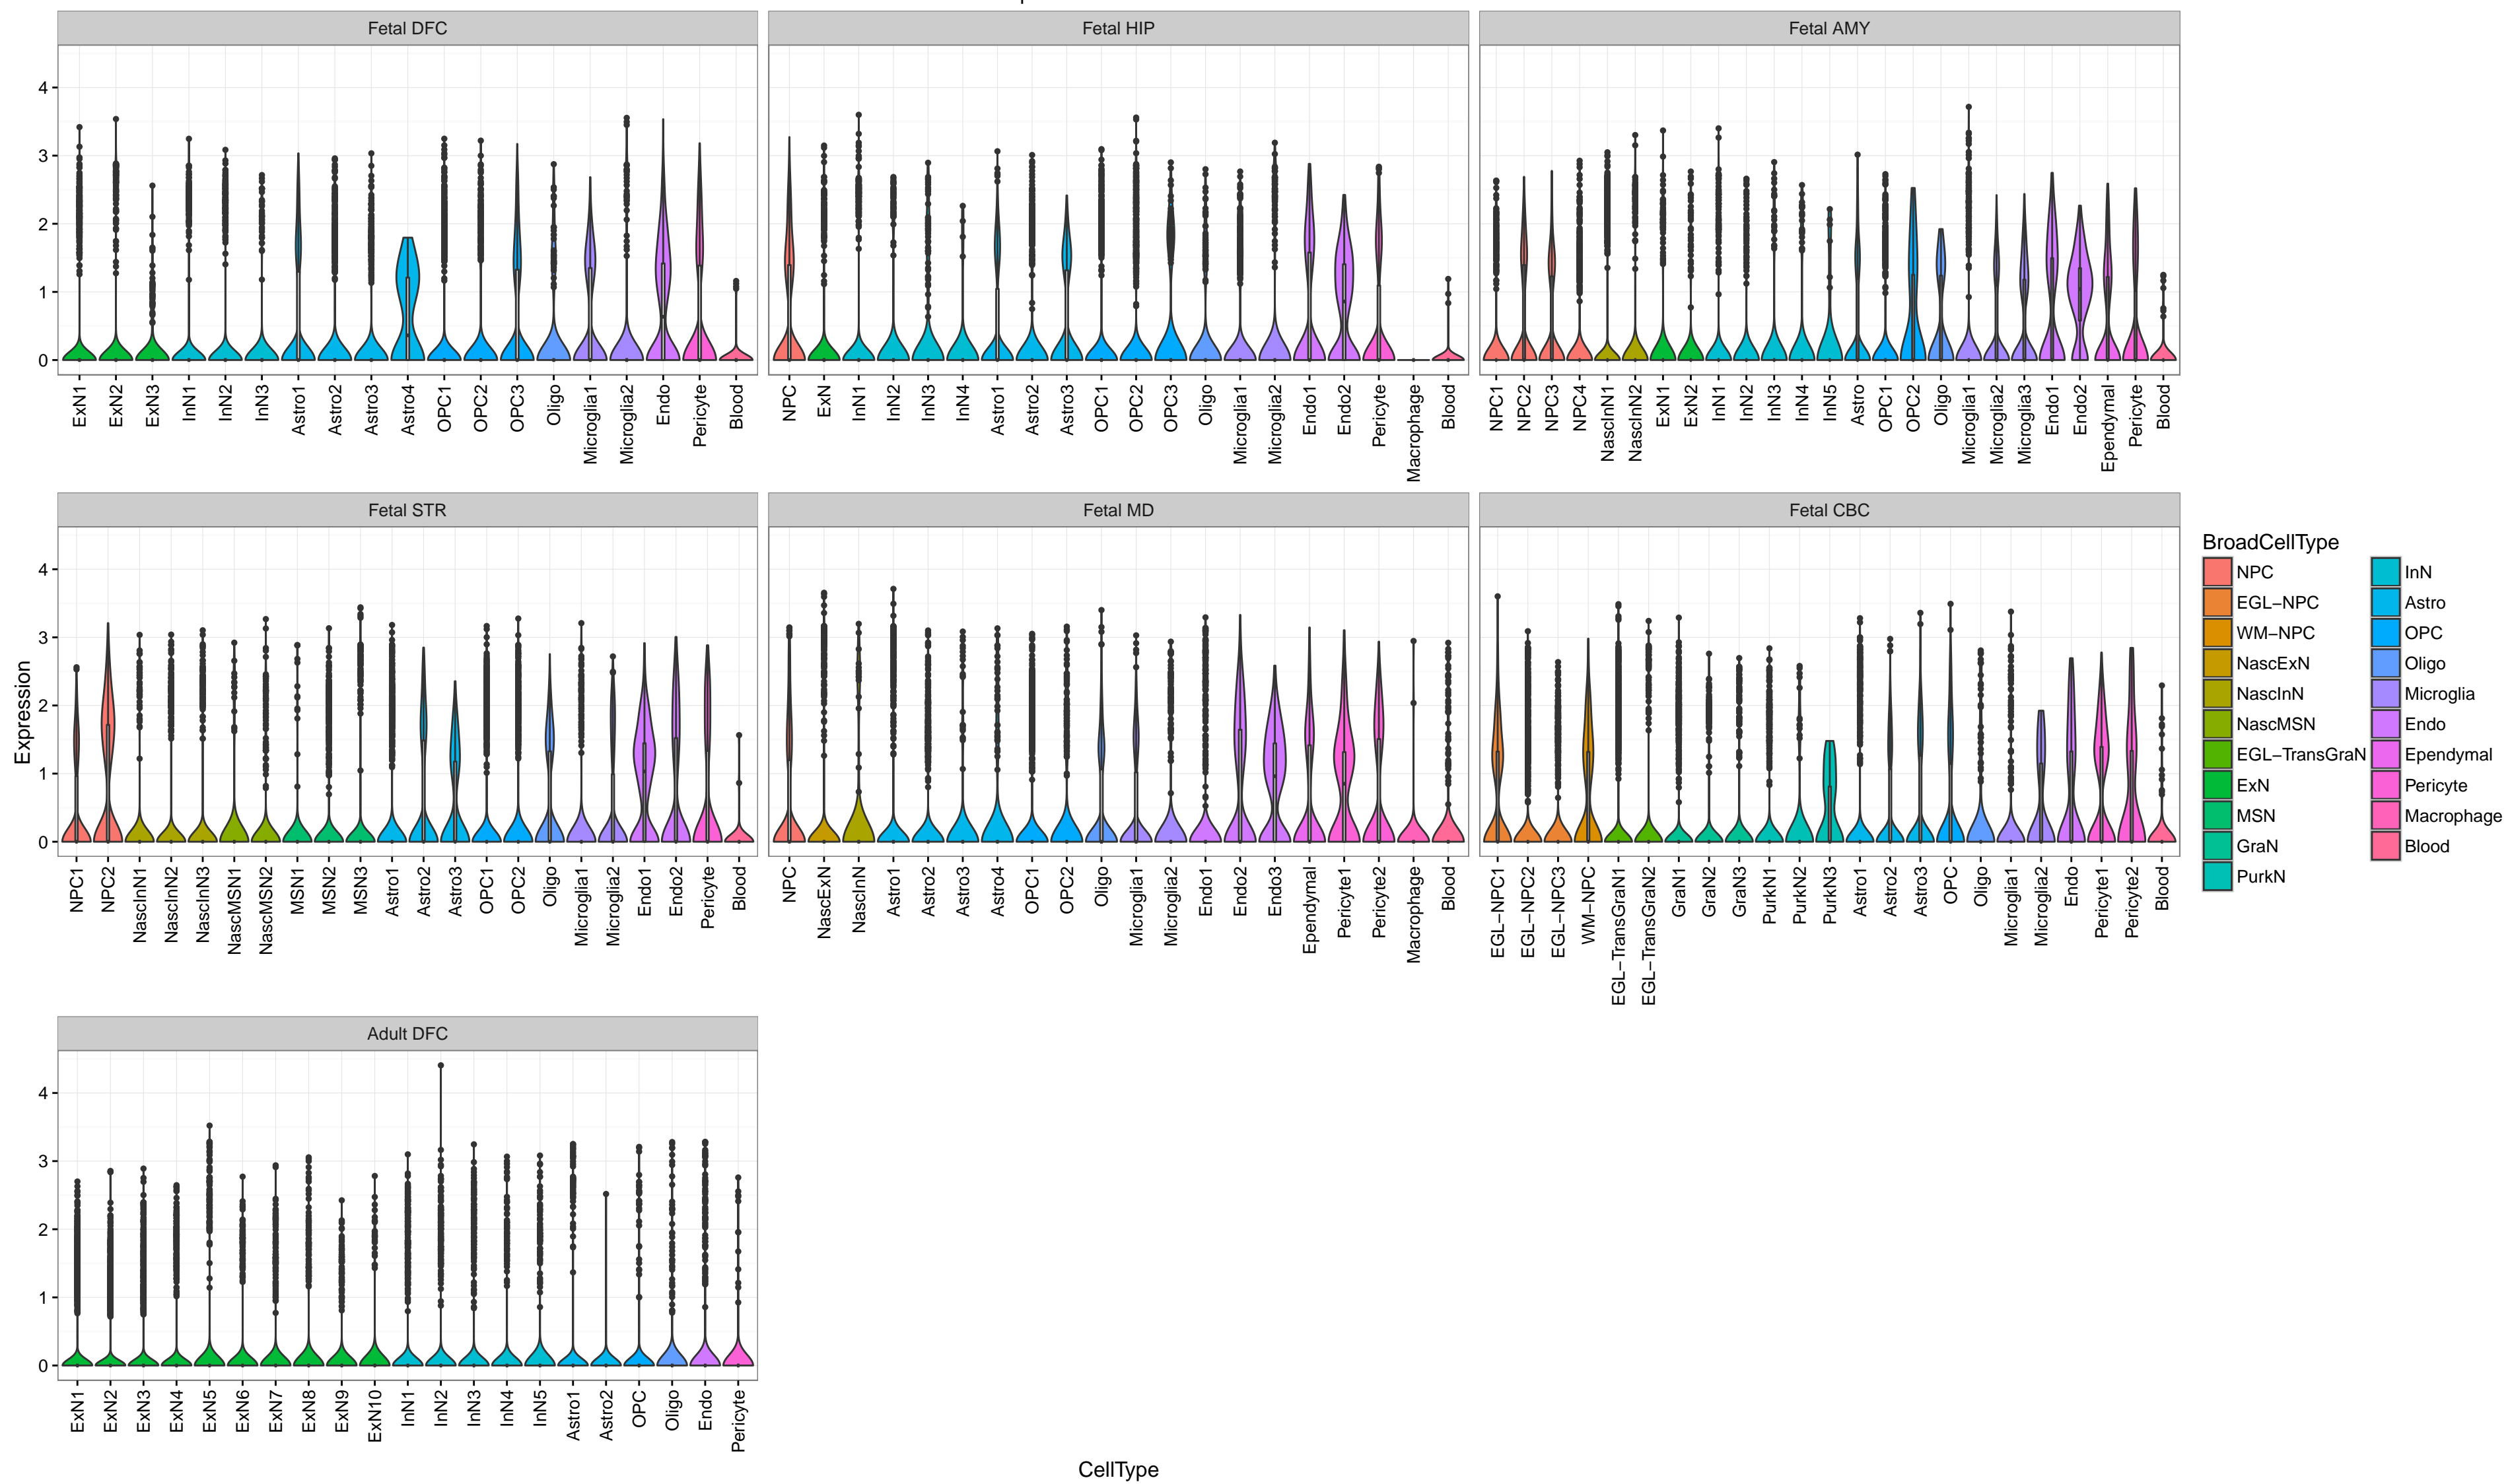 Fetal DFC
Fetal HIP
Fetal AMY
4
3
2
1
0
ExN1 ExN2 ExN3 InN1 InN2 InN3 Astro1 Astro2 Astro3 Astro4 OPC1 OPC2 OPC3 Oligo Microglia1 Microglia2 Endo Pericyte Blood
NPC ExN InN1 InN2 InN3 InN4 Astro1 Astro2 Astro3 OPC1 OPC2 OPC3 Oligo Microglia1 Microglia2 Endo1 Endo2 Pericyte Macrophage Blood
NPC1 NPC2 NPC3 NPC4 NascInN1 NascInN2 ExN1 ExN2 InN1 InN2 InN3 InN4 InN5 Astro OPC1 OPC2 Oligo Microglia1 Microglia2 Microglia3 Endo1 Endo2 Ependymal Pericyte Blood
Fetal STR
Fetal MD
Fetal CBC
Expression
4
3
2
1
0
NPC1 NPC2 NascInN1 NascInN2 NascInN3 NascMSN1 NascMSN2 MSN1 MSN2 MSN3 Astro1 Astro2 Astro3 OPC1 OPC2 Oligo Microglia1 Microglia2 Endo1 Endo2 Pericyte Blood
NPC NascExN NascInN Astro1 Astro2 Astro3 Astro4 OPC1 OPC2 Oligo Microglia1 Microglia2 Endo1 Endo2 Endo3 Ependymal Pericyte1 Pericyte2 Macrophage Blood
EGL−NPC1 EGL−NPC2 EGL−NPC3 WM−NPC EGL−TransGraN1 EGL−TransGraN2 GraN1 GraN2 GraN3 PurkN1 PurkN2 PurkN3 Astro1 Astro2 Astro3 OPC Oligo Microglia1 Microglia2 Endo Pericyte1 Pericyte2 Blood
BroadCellType
NPC
EGL−NPC
WM−NPC
NascExN
NascInN
NascMSN
EGL−TransGraN
ExN
MSN
GraN
PurkN
InN
Astro
OPC
Oligo
Microglia
Endo
Ependymal
Pericyte
Macrophage
Blood
Adult DFC
4
3
2
1
0
ExN1 ExN2 ExN3 ExN4 ExN5 ExN6 ExN7 ExN8 ExN9 ExN10 InN1 InN2 InN3 InN4 InN5 Astro1 Astro2 OPC Oligo Endo Pericyte
CellType